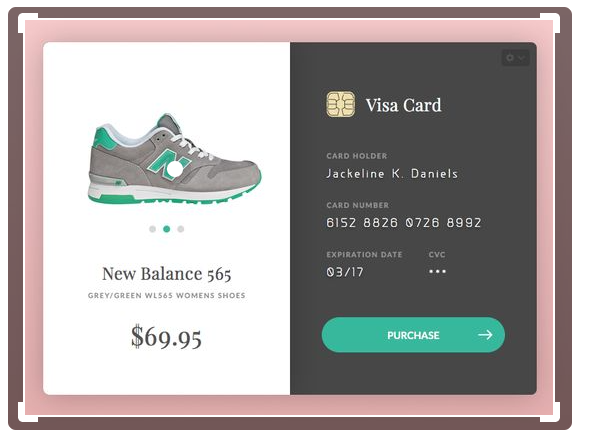 New Balance 565
GREY/GREEN WL565 WOMENS SHOES
$69.95
Visa Card
CARD HOLDER
Jackeline K. Daniels
CARD NUMBER
6152 8826 0726 8992
EXPIRATION DATE
CVC
03/17
•••
PURCHASE